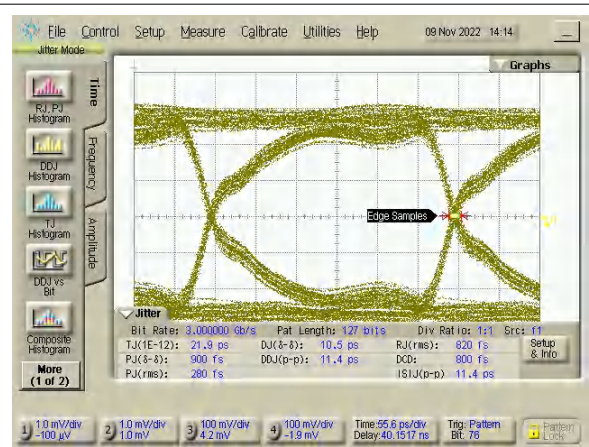 File Control Setup Measure Calibrate Utilities Help 09 Nov 2022 14:14
Jitter Mode
Graphs
RJ, PJ
Histogram
DDJ
Histogram
TJ
Histogram
DDJ vs
Bit
Composite
Histogram
More
(1 of 2)
Time
Frequency
Amplitude
Edge Samples
Jitter
Bit Rate: 3.000000 Gb/s Pat Length: 127 bits Div Ratio: 1:1 Src: f1
TJ(1E-12): 21.9 ps DJ(δ-δ): 10.5 ps RJ(rms): 820 fs
PJ(δ-δ): 900 fs DDJ(p-p): 11.4 ps DCD: 800 fs
PJ(rms): 280 fs ISI J(p-p) 11.4 ps
Setup
& Info
1) 1.0 mV/div
-100 µV
2) 1.0 mV/div
1.0 mV
3) 100 mV/div
4.2 mV
4) 100 mV/div
-1.9 mV
Time:55.6 ps/div
Delay:40.1517 ns
Trig: Pattern
Bit: 76
Pattern
Lock